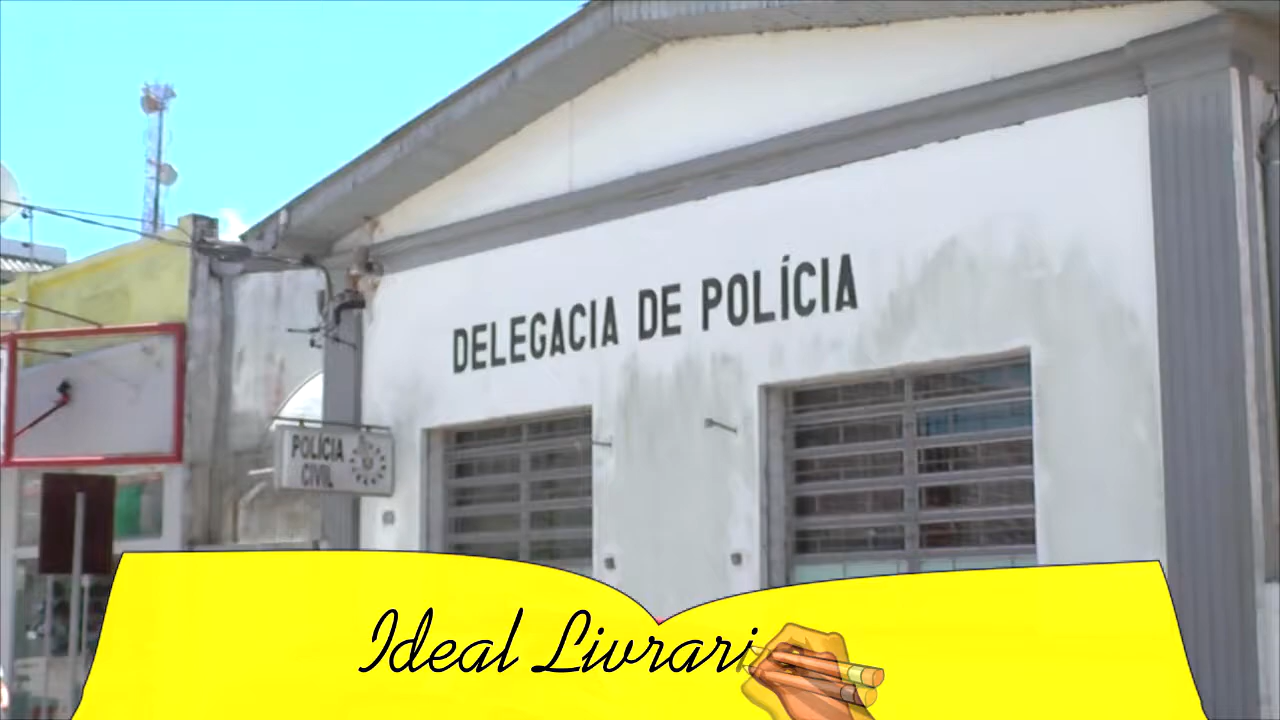 DELEGACIA DE POLÍCIA
POLÍCIA
CIVIL
Ideal Livrari